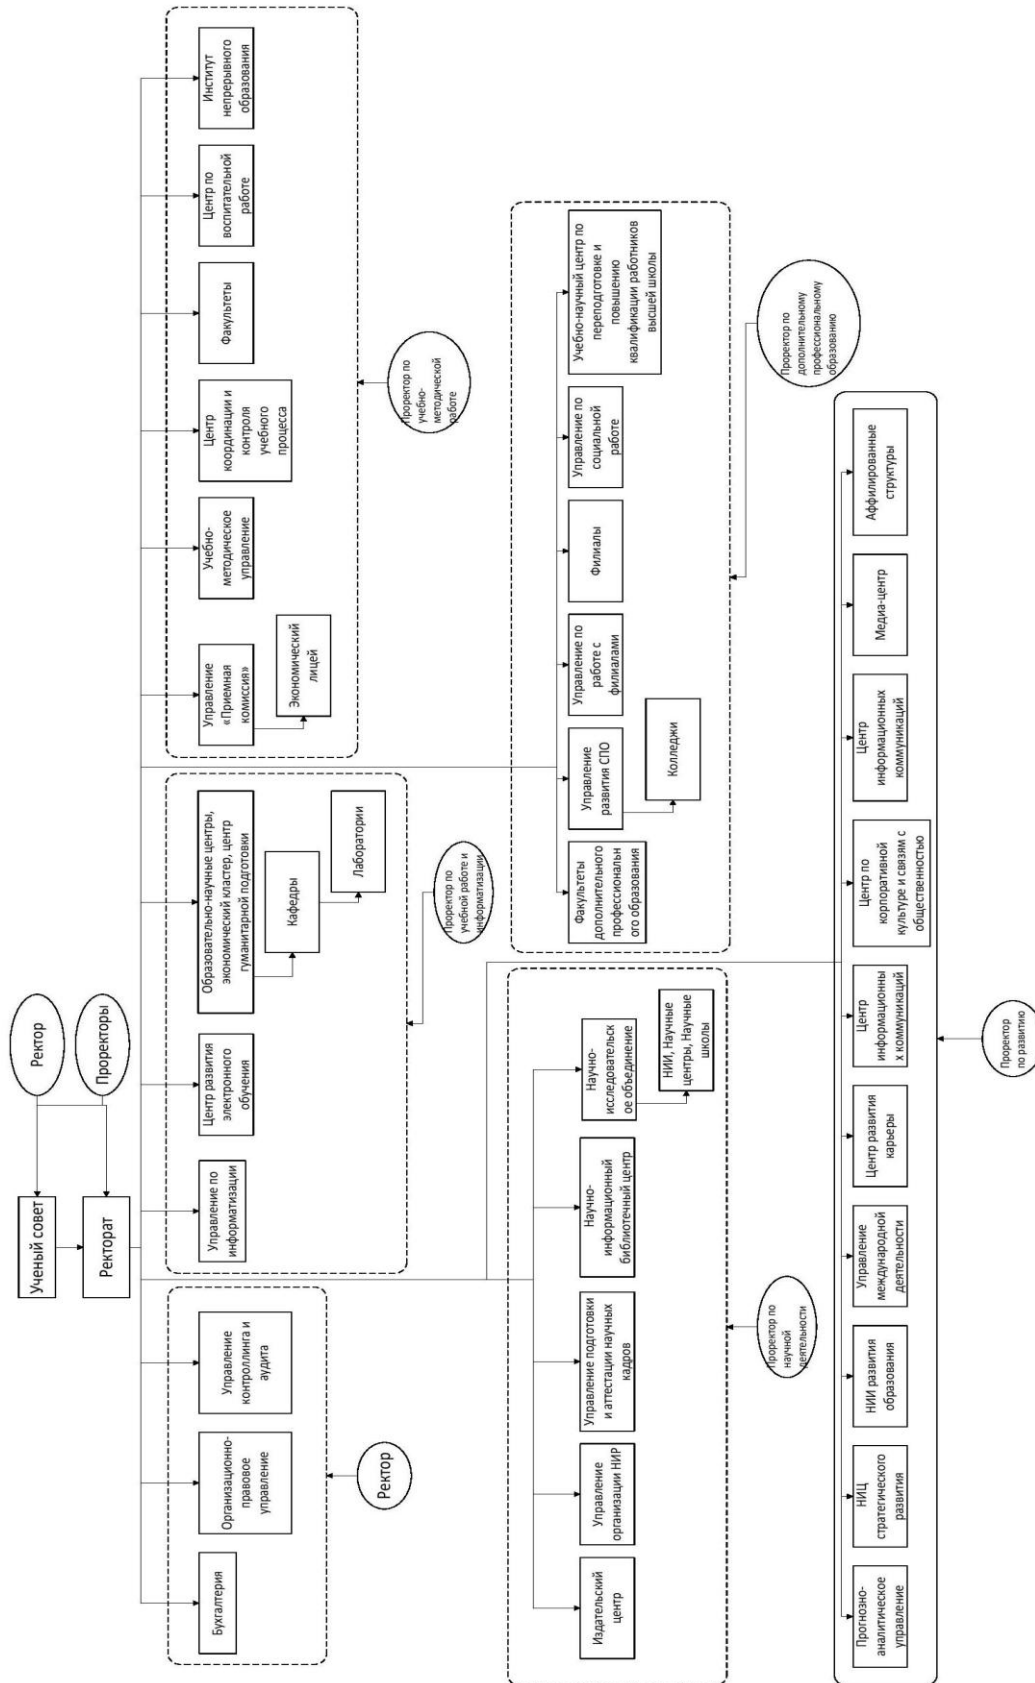 Ректор
Проректоры
Ученый совет
Ректорат
Бухгалтерия
Организационно-
правовое
управление
Управление
контроллинга и
аудита
Ректор
Управление по
информатизации
Центр развития
электронного
обучения
Образовательно-научные центры,
экономический кластер, центр
гуманитарной подготовки
Кафедры
Лаборатории
Проректор по
учебной работе и
информатизации
Управление
«Приемная
комиссия»
Экономический
лицей
Учебно-
методическое
управление
Центр
координации и
контроля
учебного
процесса
Факультеты
Центр по
воспитательной
работе
Институт
непрерывного
образования
Проректор по
учебно-
методической
работе
Издательский
центр
Управление
организации НИР
Управление подготовки
и аттестации научных
кадров
Научно-
информационный
библиотечный центр
Научно-
исследовательск
ое объединение
НИИ, Научные
центры, Научные
школы
Проректор по
научной
деятельности
Факультеты
дополнительного
профессиональн
ого образования
Управление
развития СПО
Колледжи
Управление по
работе с
филиалами
Филиалы
Управление по
социальной
работе
Учебно-научный центр по
переподготовке и
повышению
квалификации работников
высшей школы
Проректор по
дополнительному
профессиональному
образованию
Прогнозно-
аналитическое
управление
НИЦ
стратегического
развития
НИИ развития
образования
Управление
международной
деятельности
Центр развития
карьеры
Центр
информационны
х коммуникаций
Центр по
корпоративной
культуре и связям с
общественностью
Центр
информационных
коммуникаций
Медиа-центр
Аффилированные
структуры
Проректор
по развитию